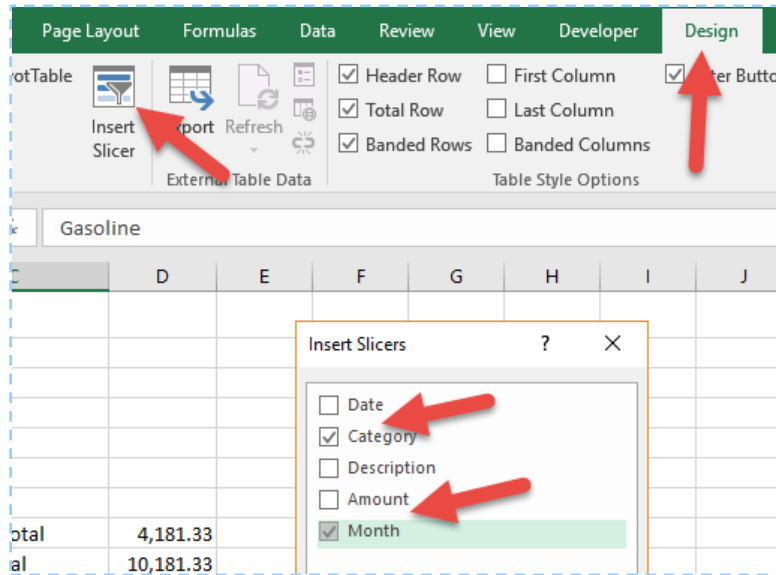 Page Layout Formulas Data Review View Developer Design
Header Row First Column
Insert Refresh Total Row Last Column
Slicer Banded Rows Banded Columns
External Table Data Table Style Options
Gasoline
D E F G H I J
Insert Slicers ? X
Date
Category
Description
Amount
Month
4,181.33
10,181.33